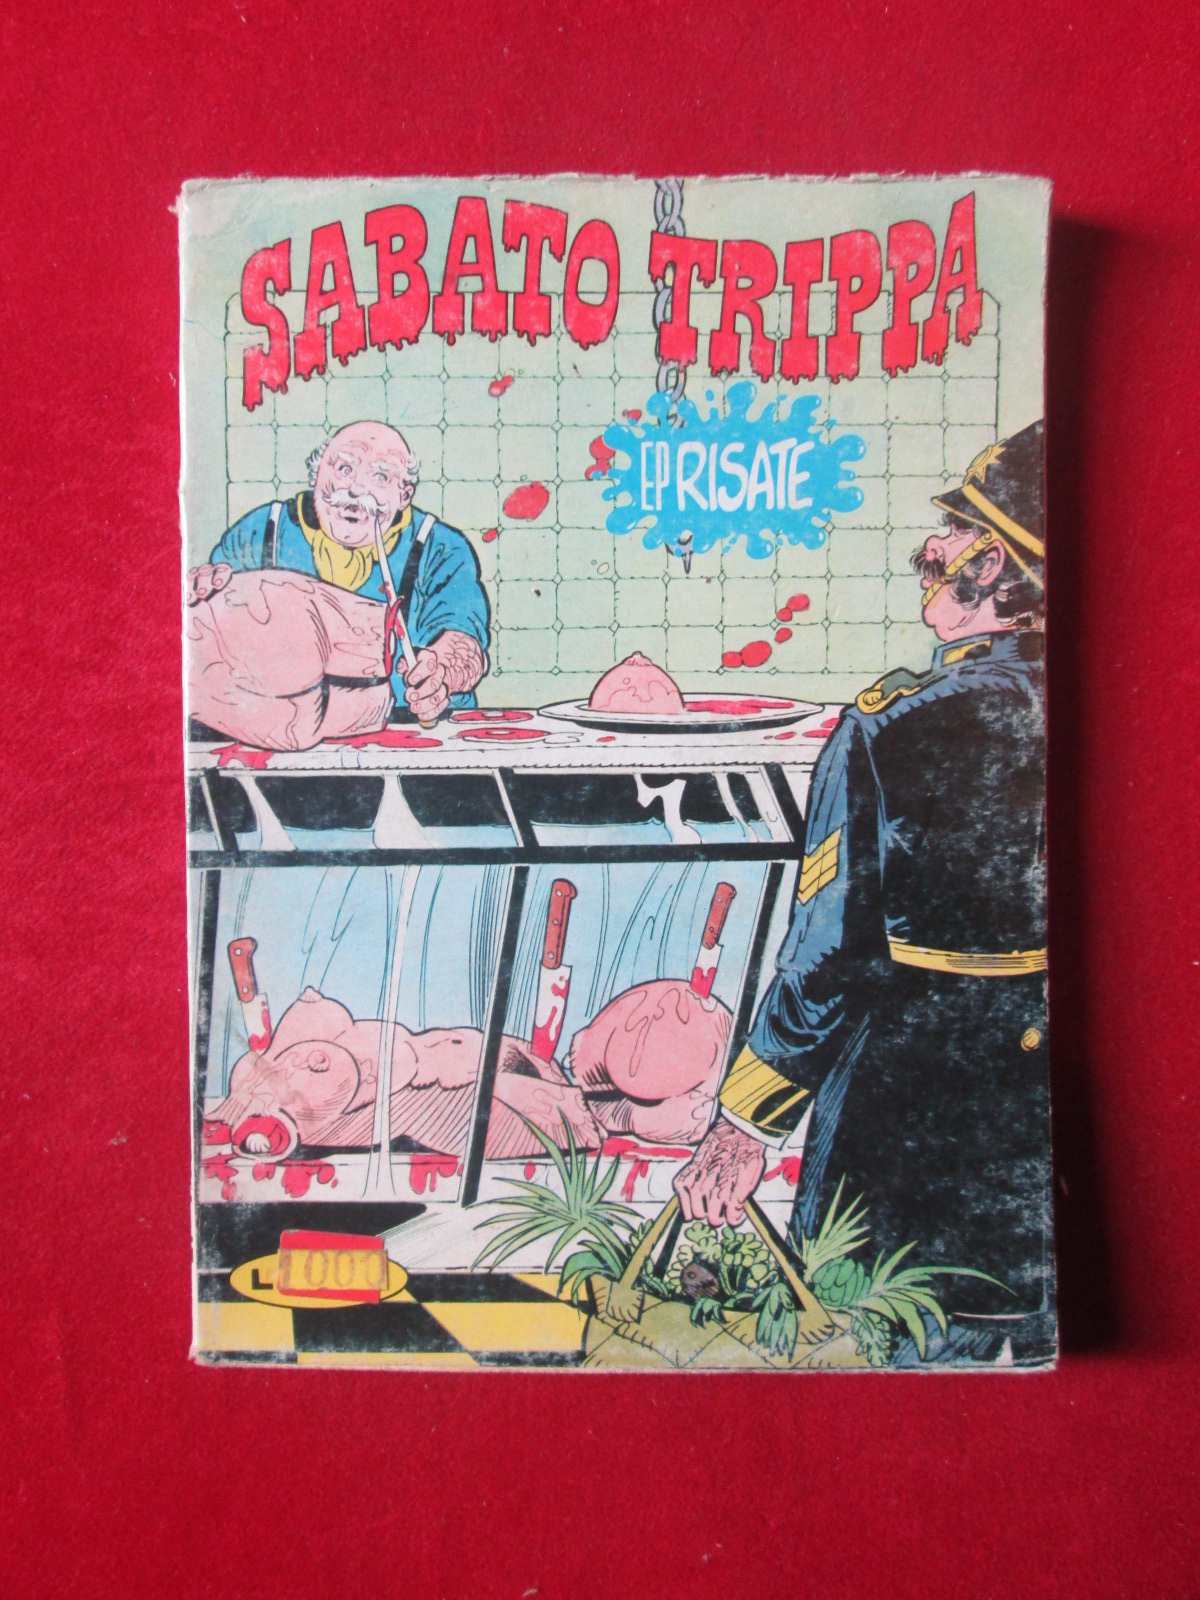 SABATO TRIPPA
EP RISATE
L. 1000